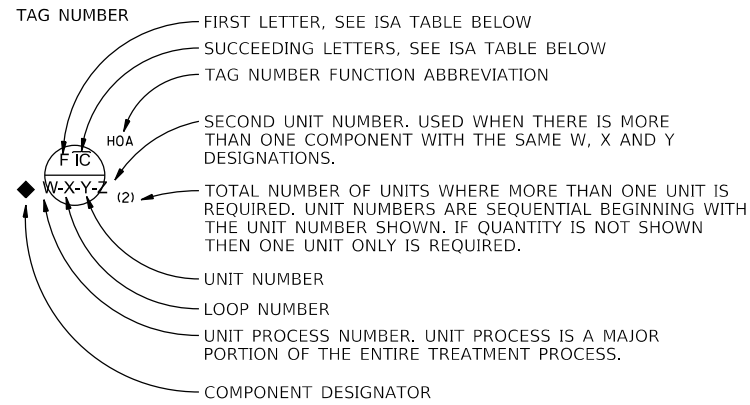 TAG NUMBER
FIRST LETTER, SEE ISA TABLE BELOW
SUCCEEDING LETTERS, SEE ISA TABLE BELOW
TAG NUMBER FUNCTION ABBREVIATION
HOA
F IC
W-X-Y-Z
(2)
SECOND UNIT NUMBER. USED WHEN THERE IS MORE
THAN ONE COMPONENT WITH THE SAME W, X AND Y
DESIGNATIONS.
TOTAL NUMBER OF UNITS WHERE MORE THAN ONE UNIT IS
REQUIRED. UNIT NUMBERS ARE SEQUENTIAL BEGINNING WITH
THE UNIT NUMBER SHOWN. IF QUANTITY IS NOT SHOWN
THEN ONE UNIT ONLY IS REQUIRED.
UNIT NUMBER
LOOP NUMBER
UNIT PROCESS NUMBER. UNIT PROCESS IS A MAJOR
PORTION OF THE ENTIRE TREATMENT PROCESS.
COMPONENT DESIGNATOR